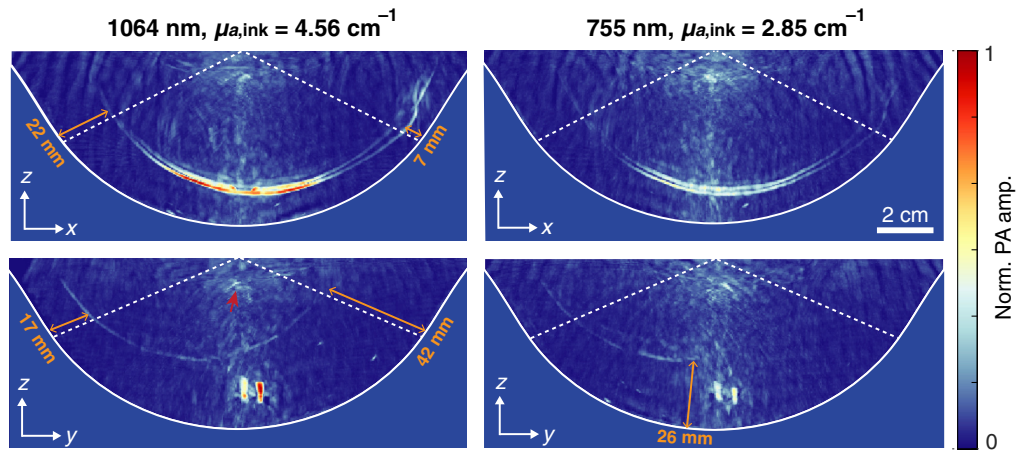 1064 nm, μa,ink = 4.56 cm⁻¹
755 nm, μa,ink = 2.85 cm⁻¹
22 mm
7 mm
z
x
z
x
2 cm
17 mm
42 mm
z
y
26 mm
z
y
1
Norm. PA amp.
0